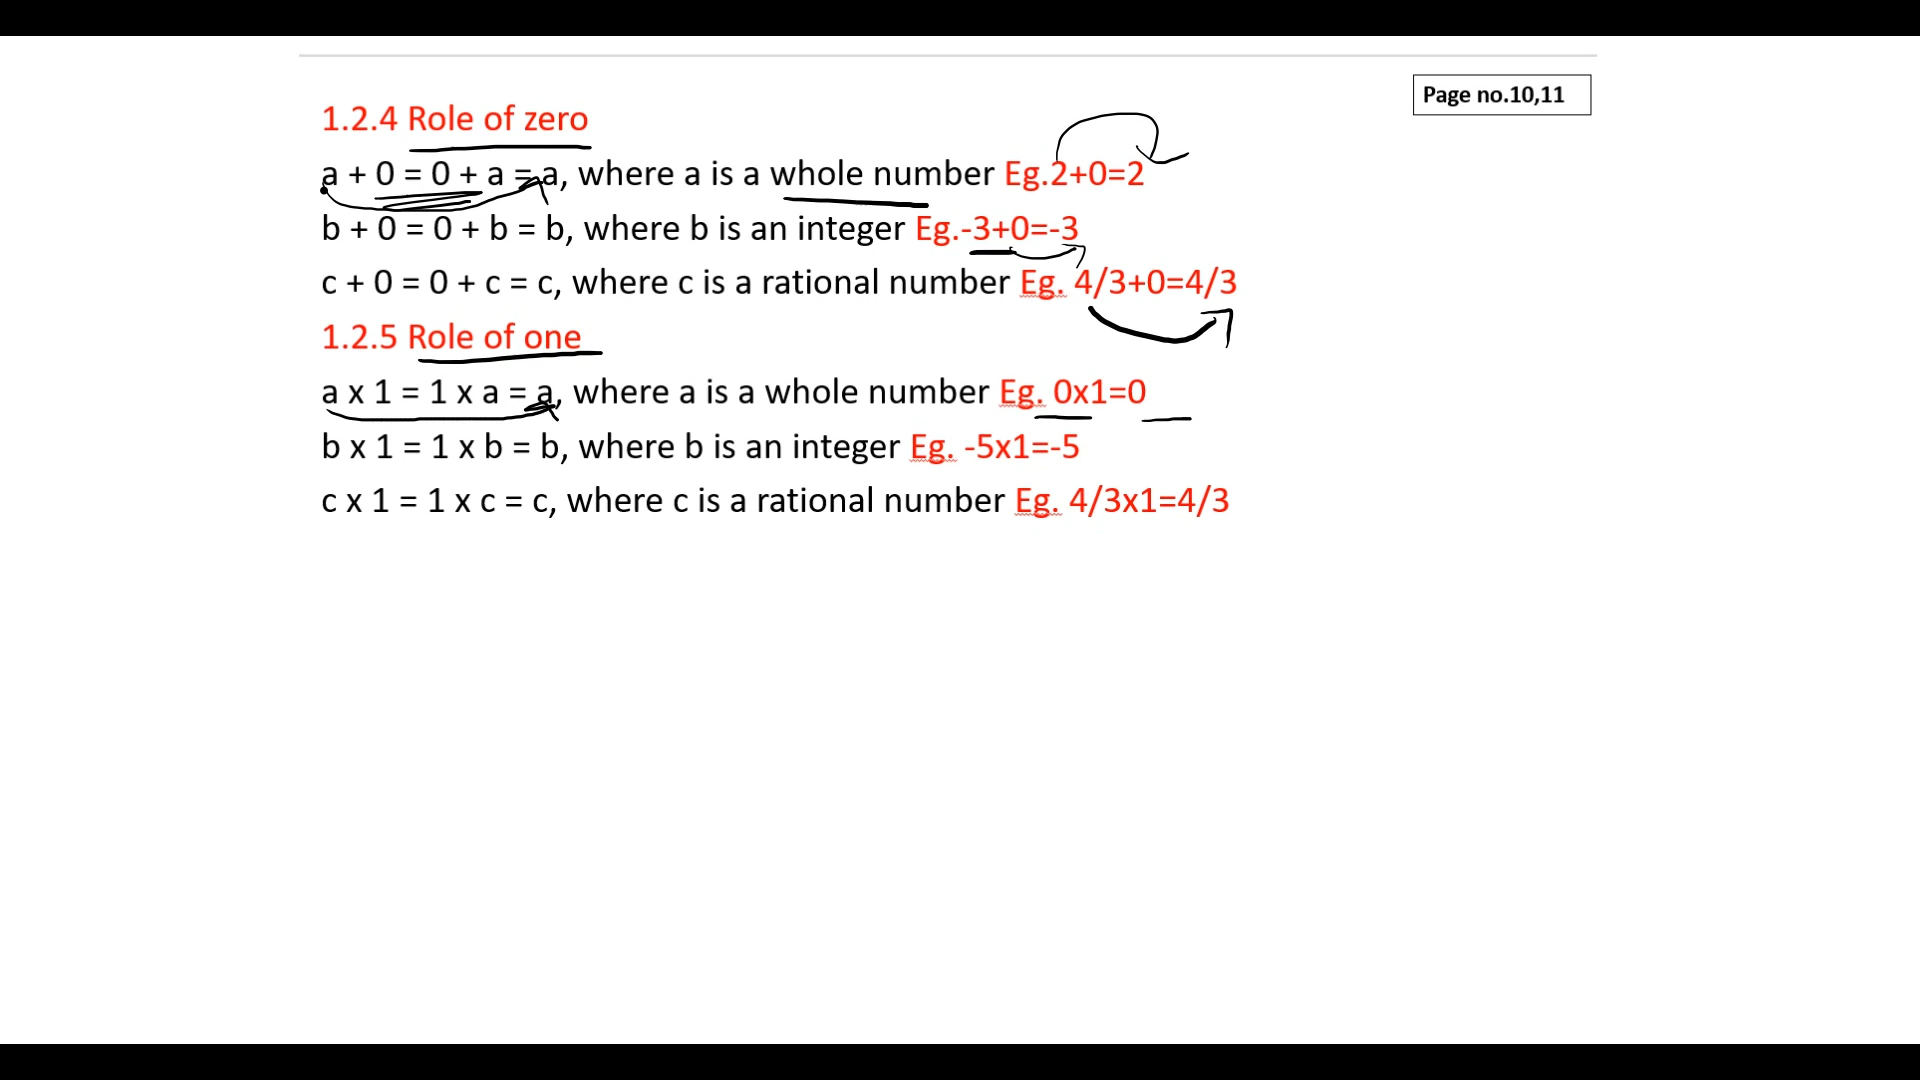 Page no.10,11
1.2.4 Role of zero
a + 0 = 0 + a = a, where a is a whole number Eg.2+0=2
b + 0 = 0 + b = b, where b is an integer Eg.-3+0=-3
c + 0 = 0 + c = c, where c is a rational number Eg. 4/3+0=4/3
1.2.5 Role of one
a x 1 = 1 x a = a, where a is a whole number Eg. 0x1=0
b x 1 = 1 x b = b, where b is an integer Eg. -5x1=-5
c x 1 = 1 x c = c, where c is a rational number Eg. 4/3x1=4/3